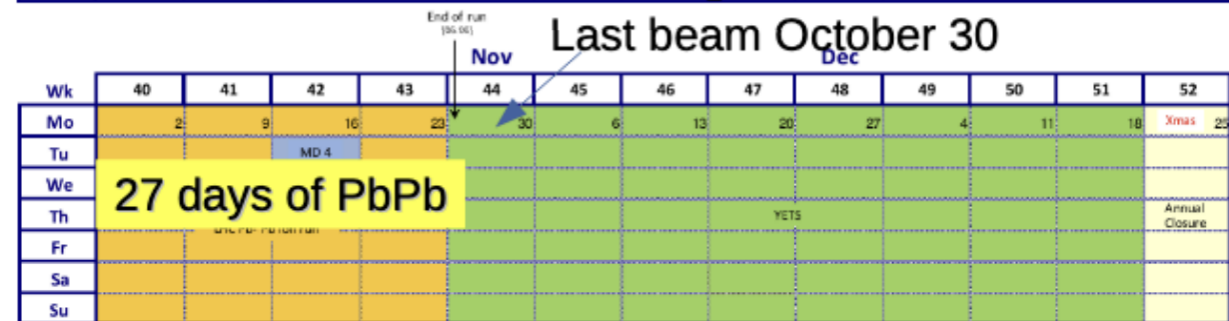 End of run
[06:00]
Last beam October 30
Nov Dec
Wk 40 41 42 43 44 45 46 47 48 49 50 51 52
Mo 2 9 16 23 30 6 13 20 27 4 11 18 Xmas 25
Tu MD 4
We
27 days of PbPb
Th YETS Annual
Closure
Fr
Sa
Su